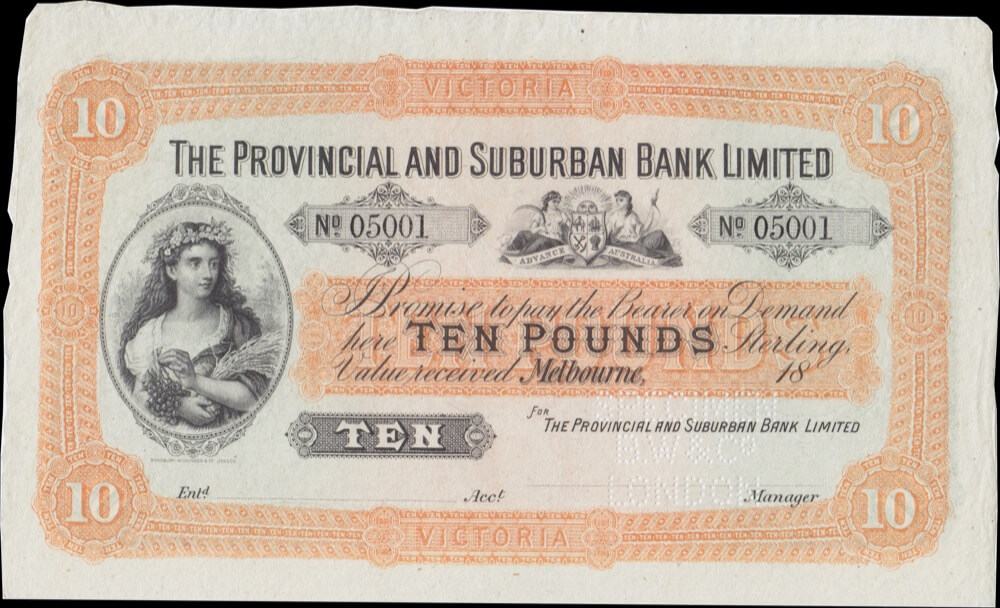 VICTORIA
10 10
THE PROVINCIAL AND SUBURBAN BANK LIMITED
No. 05001 No. 05001
ADVANCE AUSTRALIA
I Promise to pay the Bearer on Demand
here TEN POUNDS Sterling,
Value received Melbourne, 18
for THE PROVINCIAL AND SUBURBAN BANK LIMITED
TEN
Entd Acct Manager
LONDON
10 10
VICTORIA